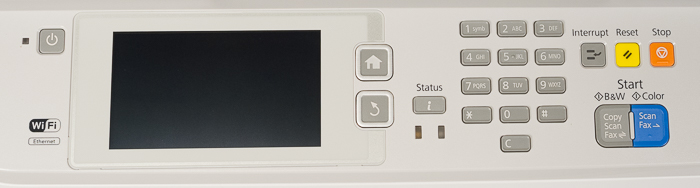 1 symb 2 ABC 3 DEF
4 GHI 5 JKL 6 MNO
7 PQRS 8 TUV 9 WXYZ
* 0 #
C
Interrupt Reset Stop
Status
i
Start
B&W Color
Copy
Scan
Fax
Scan
Fax
WiFi
Ethernet